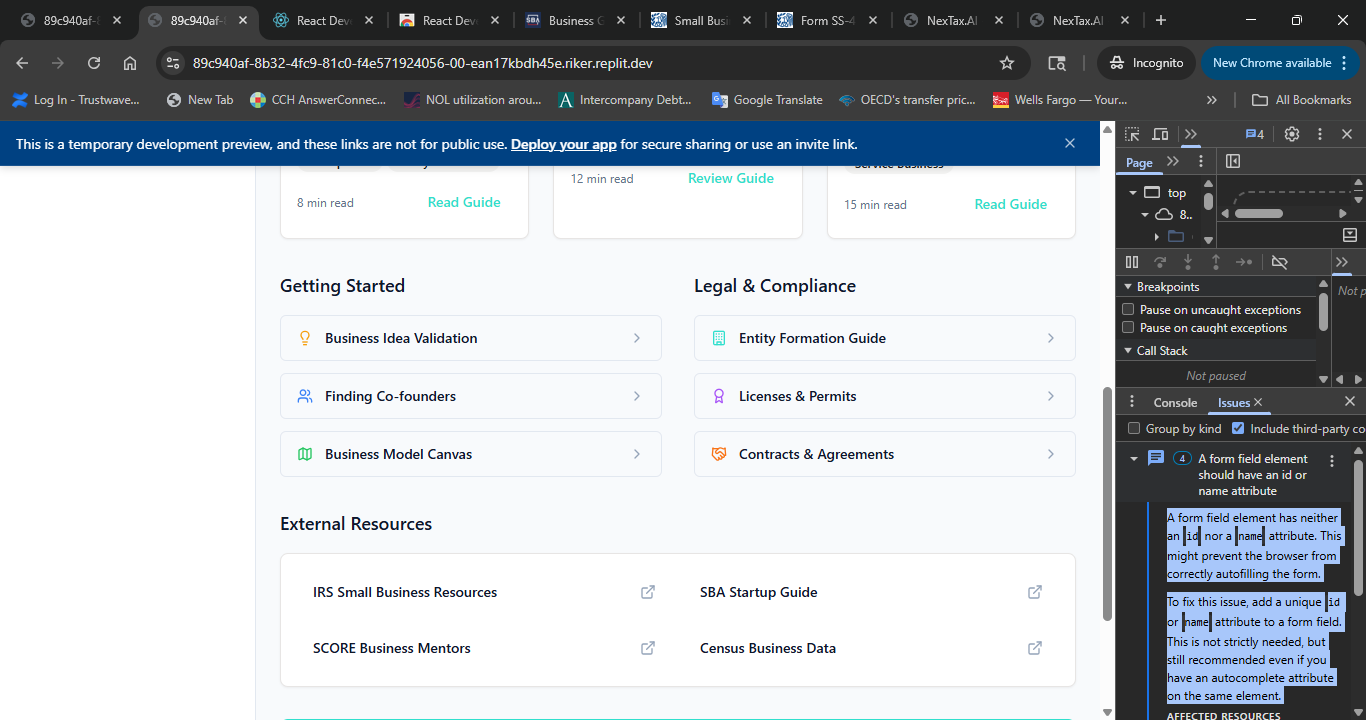 89c940af-8
89c940af-
React Dev
React Dev
Business G
Small Busi
Form SS-4
NexTax.AI
NexTax.AI
89c940af-8b32-4fc9-81c0-f4e571924056-00-ean17kbdh45e.riker.replit.dev
Incognito
New Chrome available
Log In - Trustwave...
New Tab
CCH AnswerConnec...
NOL utilization arou...
Intercompany Debt...
Google Translate
OECD's transfer pric...
Wells Fargo — Your...
All Bookmarks
This is a temporary development preview, and these links are not for public use. Deploy your app for secure sharing or use an invite link.
Service Business
8 min read
Read Guide
12 min read
Review Guide
15 min read
Read Guide
Getting Started
Business Idea Validation
Finding Co-founders
Business Model Canvas
Legal & Compliance
Entity Formation Guide
Licenses & Permits
Contracts & Agreements
External Resources
IRS Small Business Resources
SBA Startup Guide
SCORE Business Mentors
Census Business Data
4
Page
top
8..
Breakpoints
Pause on uncaught exceptions
Pause on caught exceptions
Call Stack
Not paused
Not p
Console
Issues
Group by kind
Include third-party co
4
A form field element
should have an id or
name attribute
A form field element has neither
an id nor a name attribute. This
might prevent the browser from
correctly autofilling the form.
To fix this issue, add a unique id
or name attribute to a form field.
This is not strictly needed, but
still recommended even if you
have an autocomplete attribute
on the same element.
AFFECTED RESOURCES